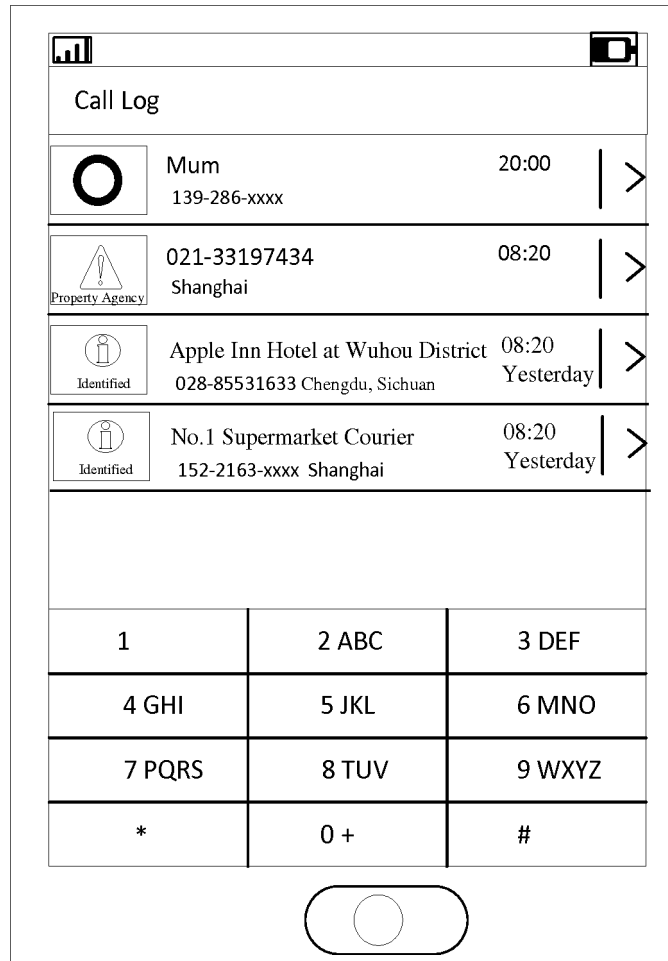 Call Log
Mum 20:00
139-286-xxxx
021-33197434 08:20
Shanghai
Property Agency
Apple Inn Hotel at Wuhou District 08:20
Identified 028-85531633 Chengdu, Sichuan Yesterday
No.1 Supermarket Courier 08:20
Identified 152-2163-xxxx Shanghai Yesterday
1 2 ABC 3 DEF
4 GHI 5 JKL 6 MNO
7 PQRS 8 TUV 9 WXYZ
* 0 + #